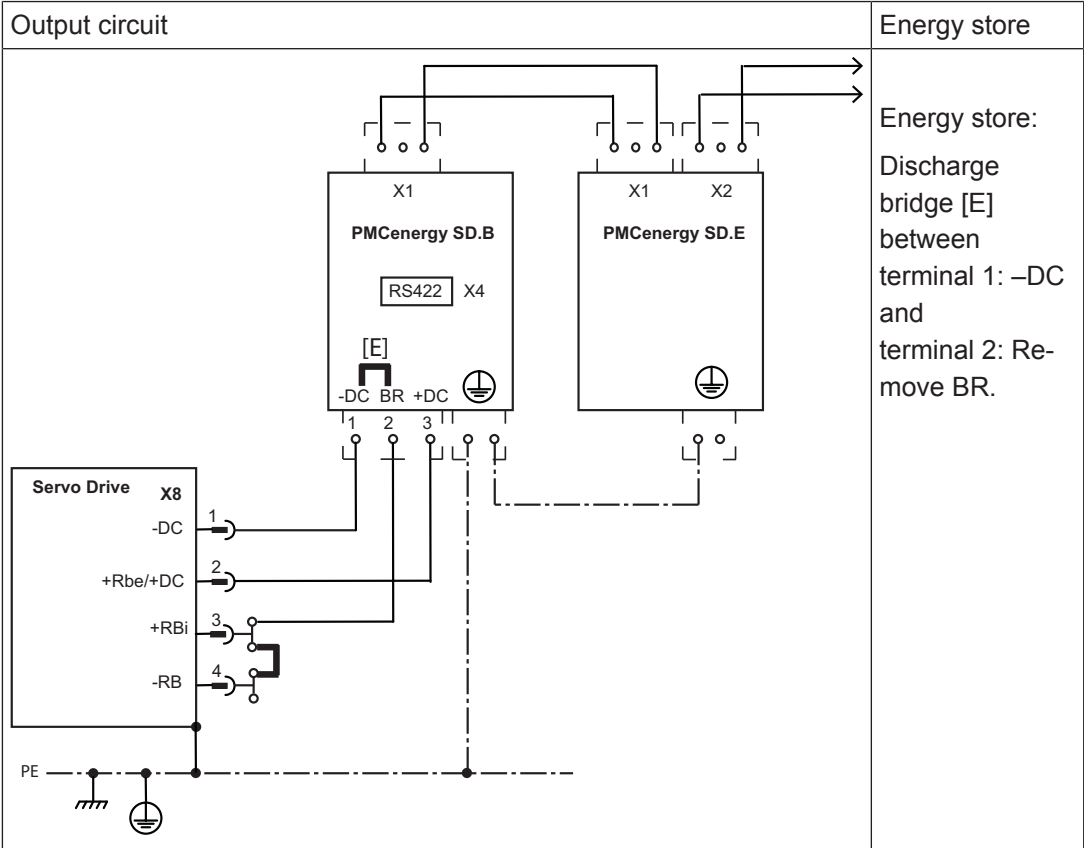 Output circuit
Energy store
X1
X1 X2
PMCenergy SD.B
PMCenergy SD.E
RS422 X4
[E]
-DC BR +DC
1 2 3
Servo Drive X8
-DC 1
+Rbe/+DC 2
+RBi 3
-RB 4
PE
Energy store:
Discharge
bridge [E]
between
terminal 1: –DC
and
terminal 2: Re-
move BR.